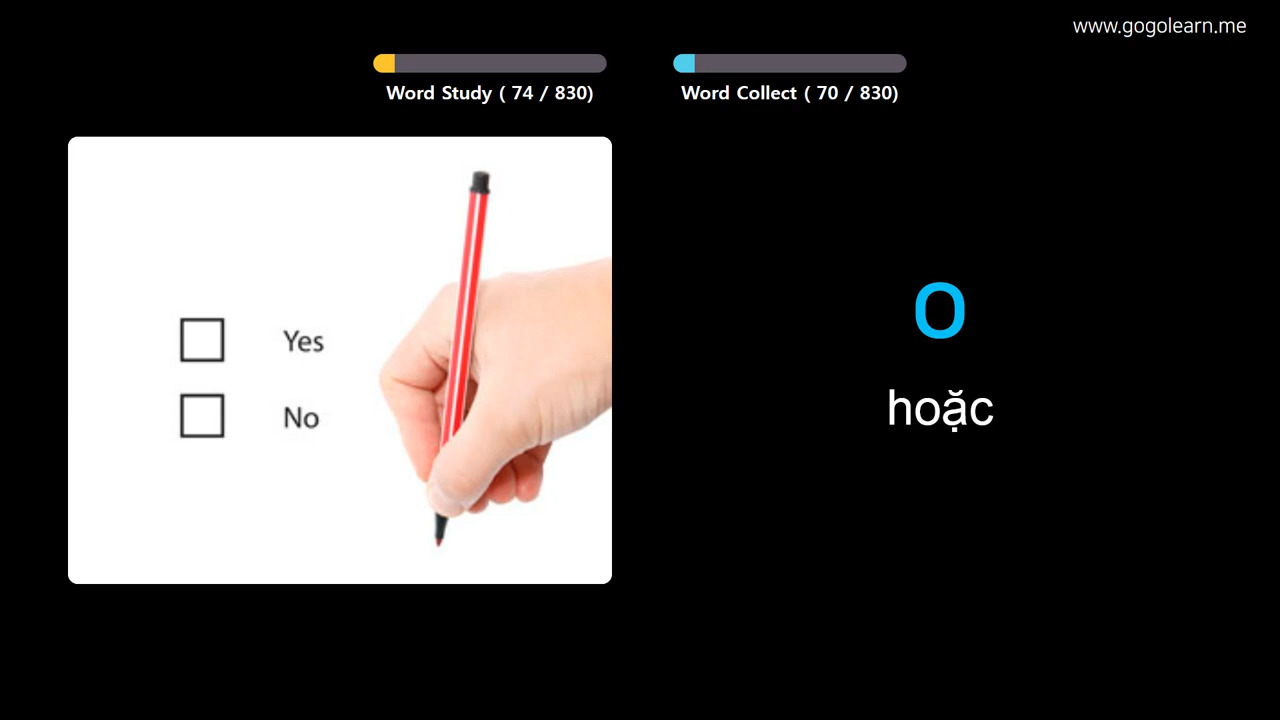 www.gogolearn.me
Word Study ( 74 / 830)
Word Collect ( 70 / 830)
Yes
No
o
hoặc